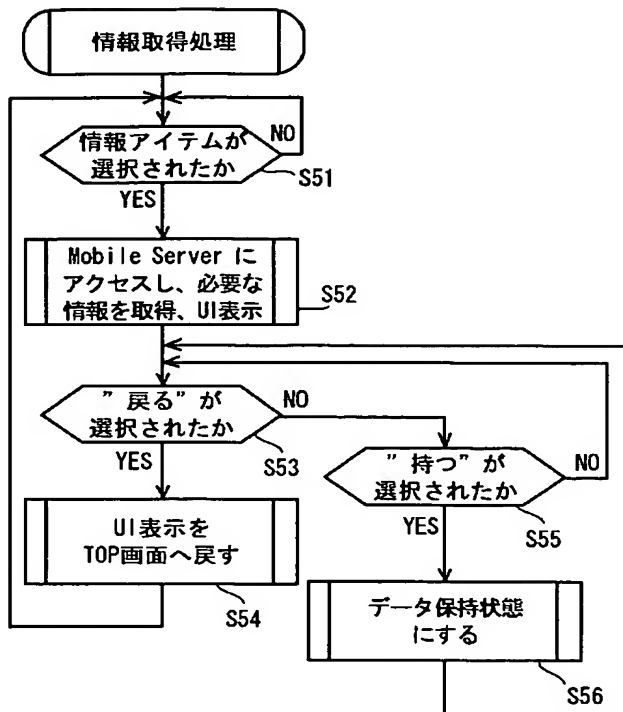 情報取得処理
情報アイテムが
選択されたか
NO
S51
YES
Mobile Server に
アクセスし、必要な
情報を取得、UI表示
S52
”戻る”が
選択されたか
NO
S53
YES
”持つ”が
選択されたか
NO
S55
YES
UI表示を
TOP画面へ戻す
S54
データ保持状態
にする
S56